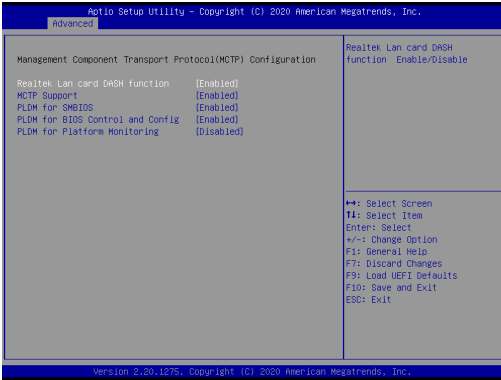 Aptio Setup Utility - Copyright (C) 2020 American Megatrends, Inc.
Advanced
Management Component Transport Protocol(MCTP) Configuration
Realtek Lan card DASH function [Enabled]
MCTP Support [Enabled]
PLDM for SMBIOS [Enabled]
PLDM for BIOS Control and Config [Enabled]
PLDM for Platform Monitoring [Disabled]
Realtek Lan card DASH
function Enable/Disable
↔: Select Screen
↑↓: Select Item
Enter: Select
+/-: Change Option
F1: General Help
F7: Discard Changes
F9: Load UEFI Defaults
F10: Save and Exit
ESC: Exit
Version 2.20.1275. Copyright (C) 2020 American Megatrends, Inc.